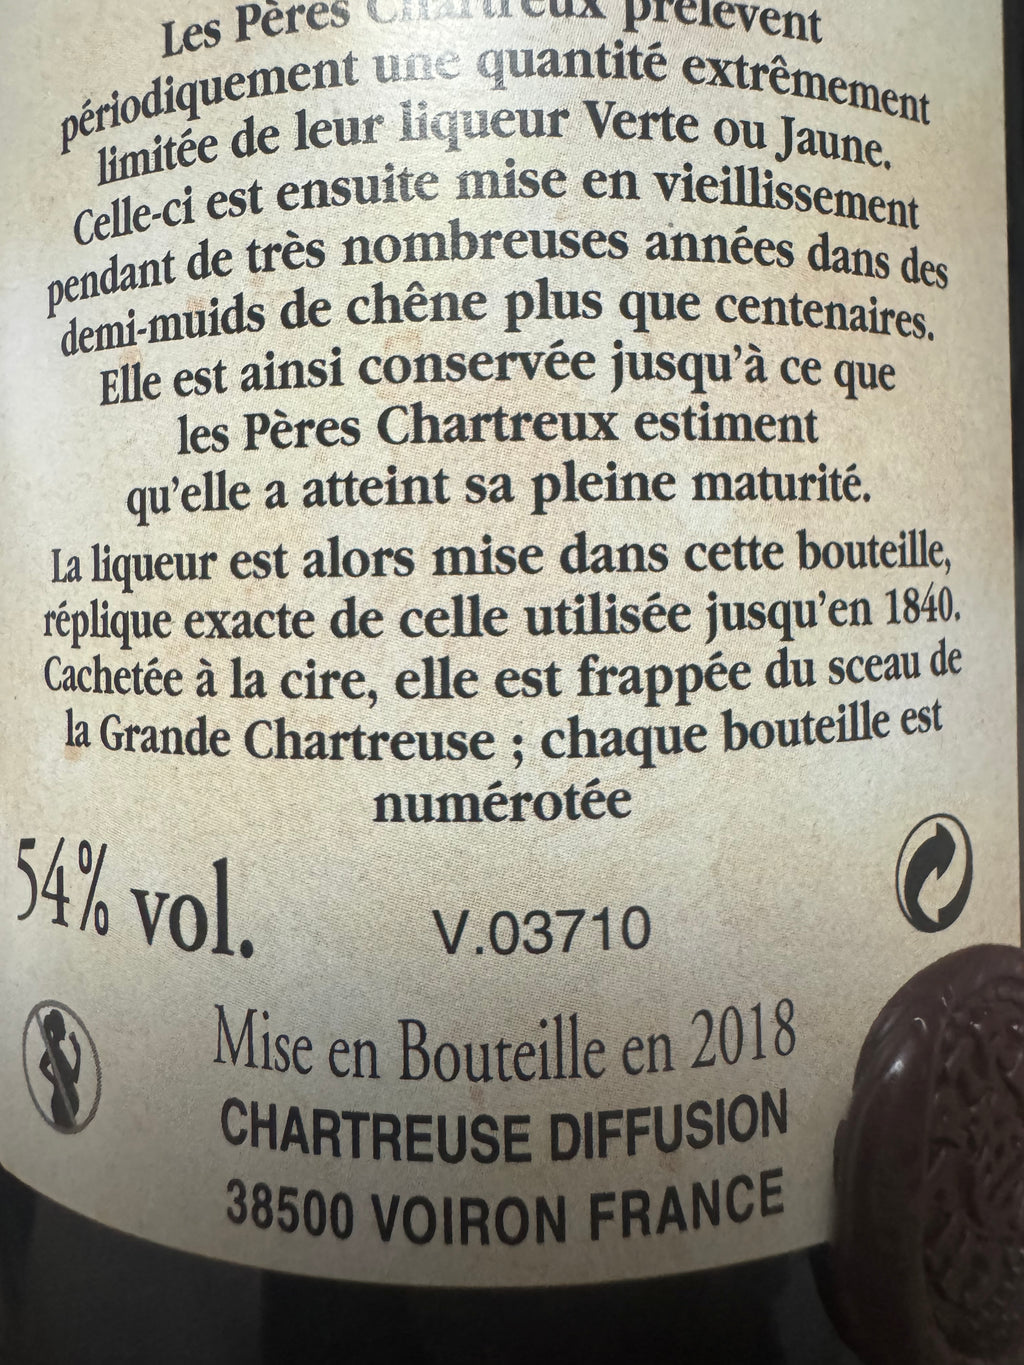 Les Pères Chartreux prélèvent
périodiquement une quantité extrêmement
limitée de leur liqueur Verte ou Jaune.
Celle-ci est ensuite mise en vieillissement
pendant de très nombreuses années dans des
demi-muids de chêne plus que centenaires.
Elle est ainsi conservée jusqu'à ce que
les Pères Chartreux estiment
qu'elle a atteint sa pleine maturité.
La liqueur est alors mise dans cette bouteille,
réplique exacte de celle utilisée jusqu'en 1840.
Cachetée à la cire, elle est frappée du sceau de
la Grande Chartreuse ; chaque bouteille est
numérotée
54% vol.
V.03710
Mise en Bouteille en 2018
CHARTREUSE DIFFUSION
38500 VOIRON FRANCE